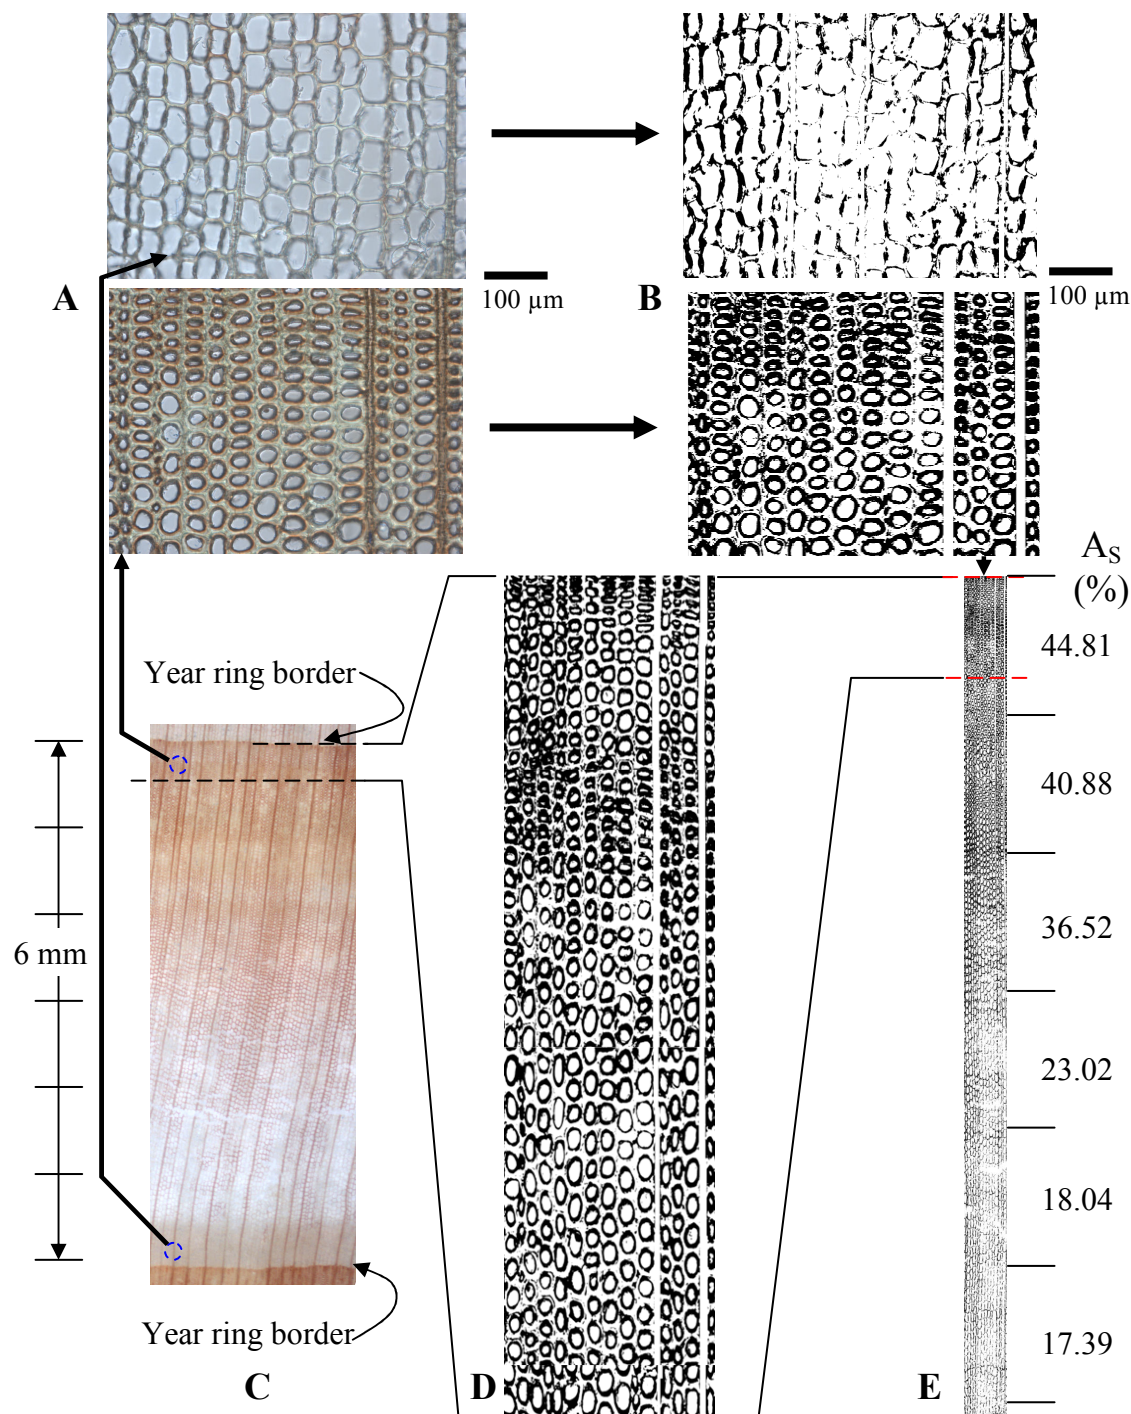 A
100 µm
B
100 µm
A_S
(%)
Year ring border
44.81
40.88
36.52
6 mm
23.02
18.04
Year ring border
17.39
C
D
E